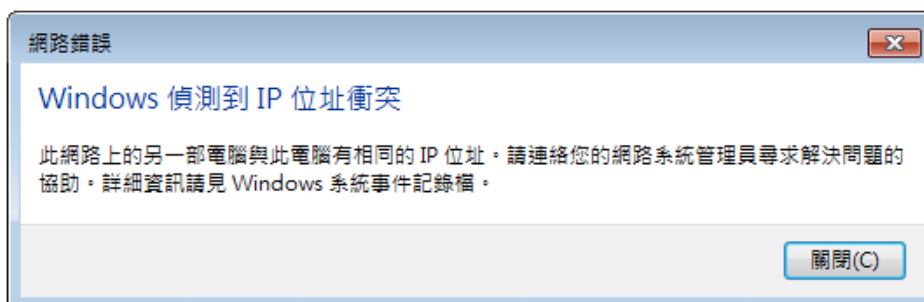 網路錯誤
Windows 偵測到 IP 位址衝突
此網路上的另一部電腦與此電腦有相同的 IP 位址。請連絡您的網路系統管理員尋求解決問題的
協助。詳細資訊請見 Windows 系統事件記錄檔。
關閉(C)